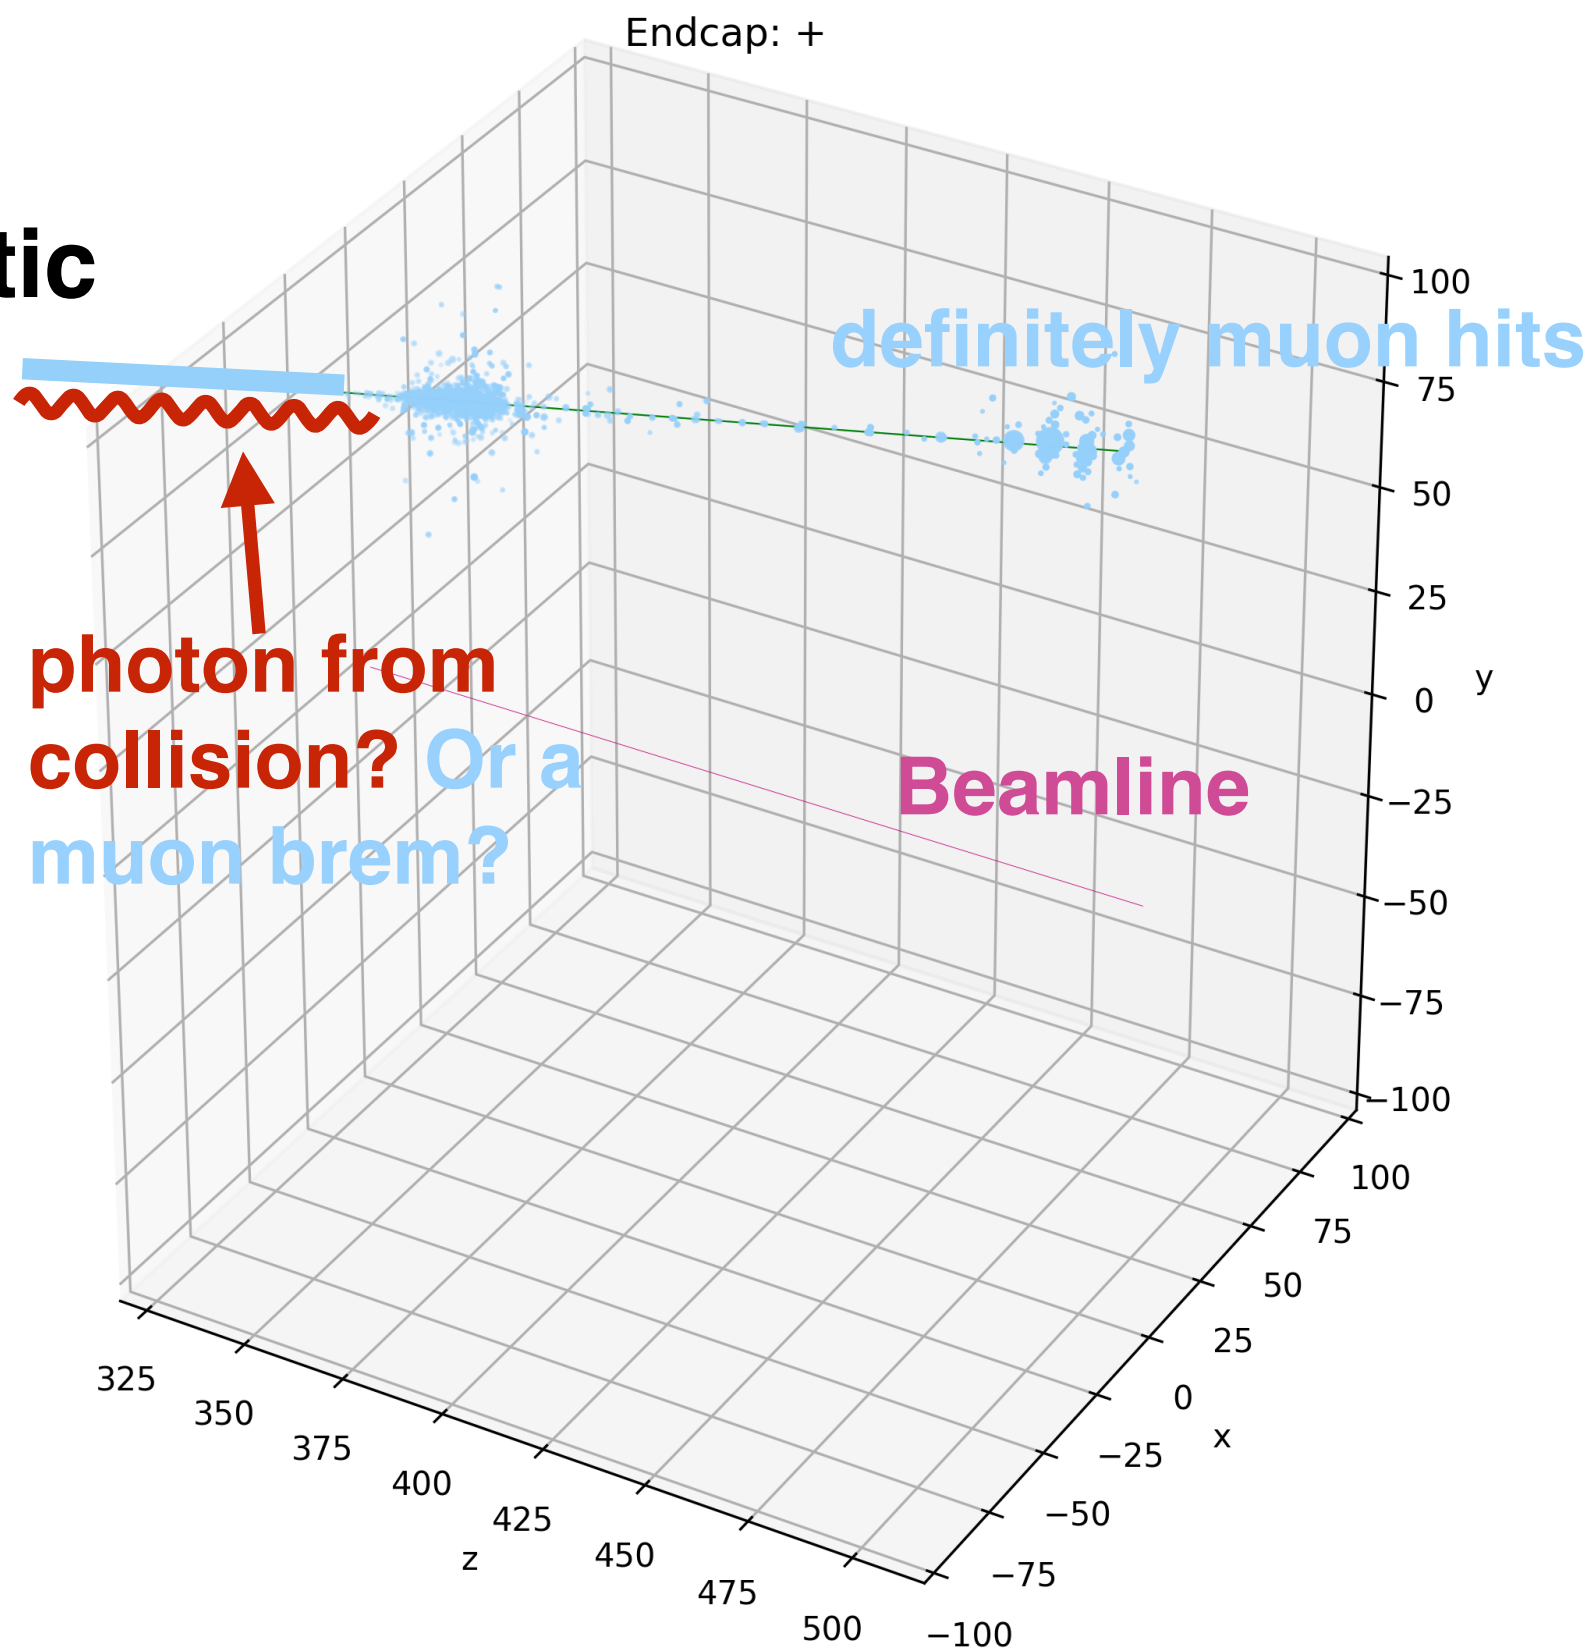 Endcap: +
tic
definitely muon hits
photon from
collision? Or a
muon brem?
Beamline
100
75
50
25
0
−25
−50
−75
−100
y
100
75
50
25
0
−25
−50
−75
−100
x
325
350
375
400
425
450
475
500
z